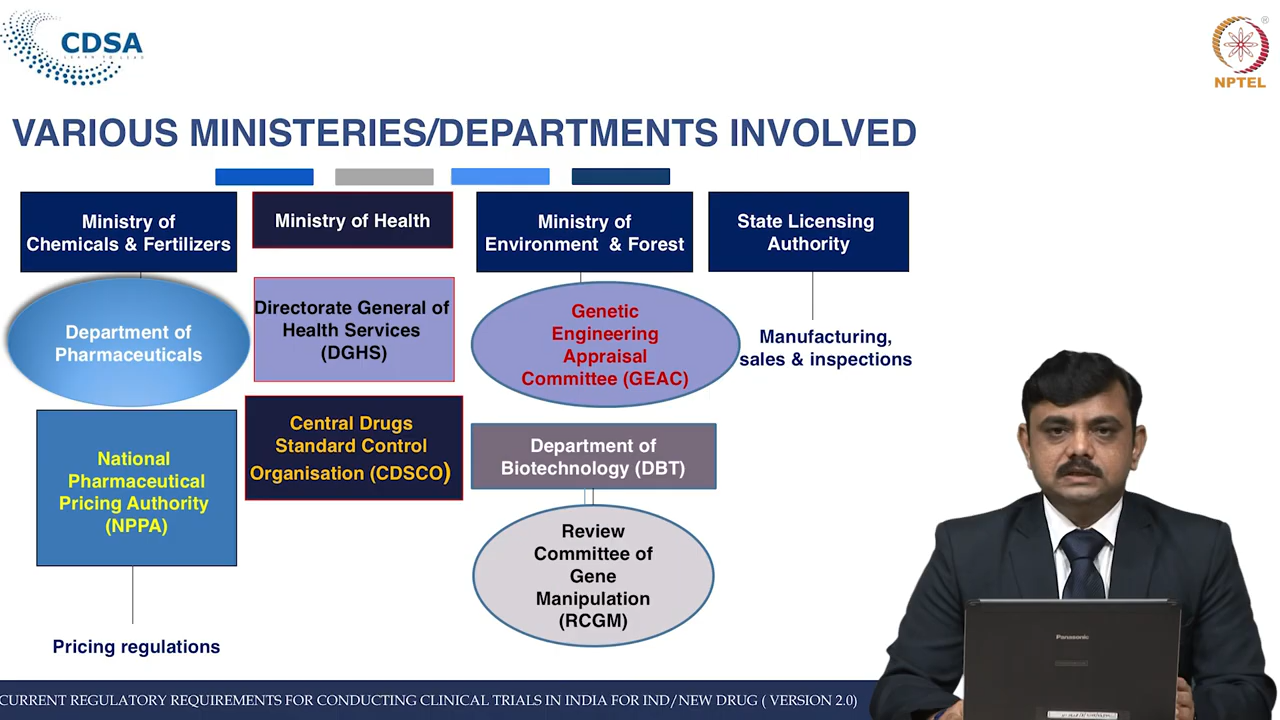 CDSA
LEARN TO LEAD
®
NPTEL
VARIOUS MINISTERIES/DEPARTMENTS INVOLVED
Ministry of
Chemicals & Fertilizers
Department of
Pharmaceuticals
National
Pharmaceutical
Pricing Authority
(NPPA)
Pricing regulations
Ministry of Health
Directorate General of
Health Services
(DGHS)
Central Drugs
Standard Control
Organisation (CDSCO)
Ministry of
Environment & Forest
Genetic
Engineering
Appraisal
Committee (GEAC)
Department of
Biotechnology (DBT)
Review
Committee of
Gene
Manipulation
(RCGM)
State Licensing
Authority
Manufacturing,
sales & inspections
Panasonic
CURRENT REGULATORY REQUIREMENTS FOR CONDUCTING CLINICAL TRIALS IN INDIA FOR IND/NEW DRUG ( VERSION 2.0)